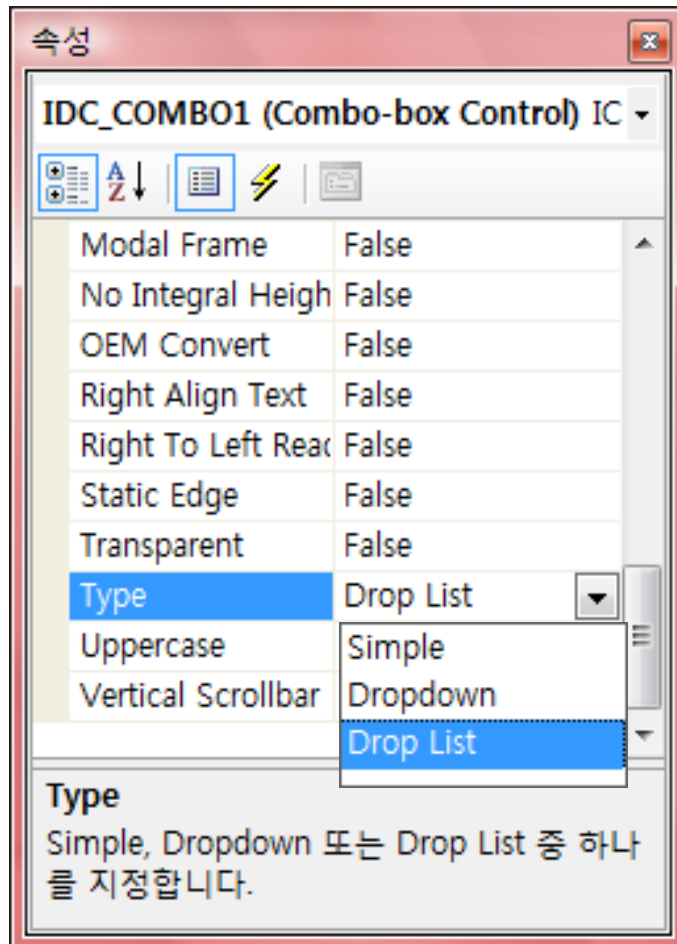 속성
IDC_COMBO1 (Combo-box Control) IC
Modal Frame False
No Integral Heigh False
OEM Convert False
Right Align Text False
Right To Left Read False
Static Edge False
Transparent False
Type Drop List
Uppercase Simple
Vertical Scrollbar Dropdown
Drop List
Type
Simple, Dropdown 또는 Drop List 중 하나
를 지정합니다.